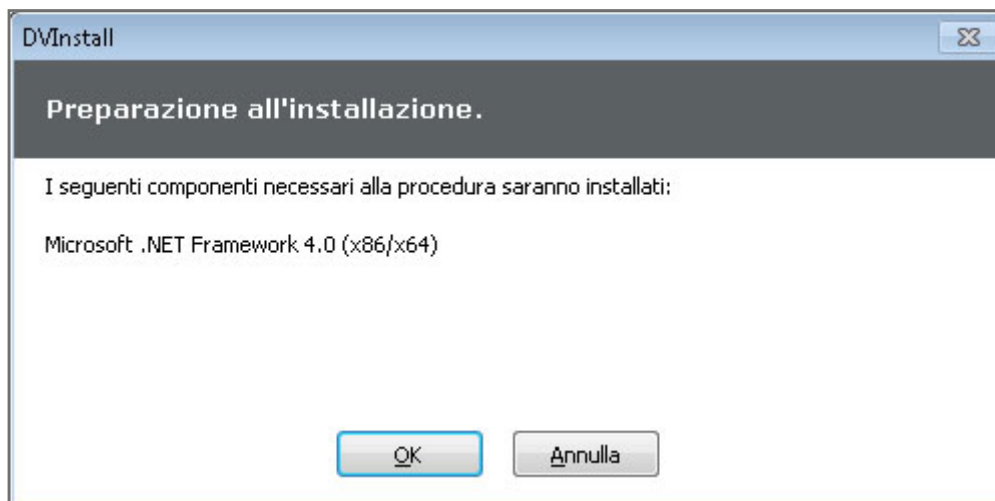 DVInstall
Preparazione all'installazione.
I seguenti componenti necessari alla procedura saranno installati:
Microsoft .NET Framework 4.0 (x86/x64)
OK Annulla